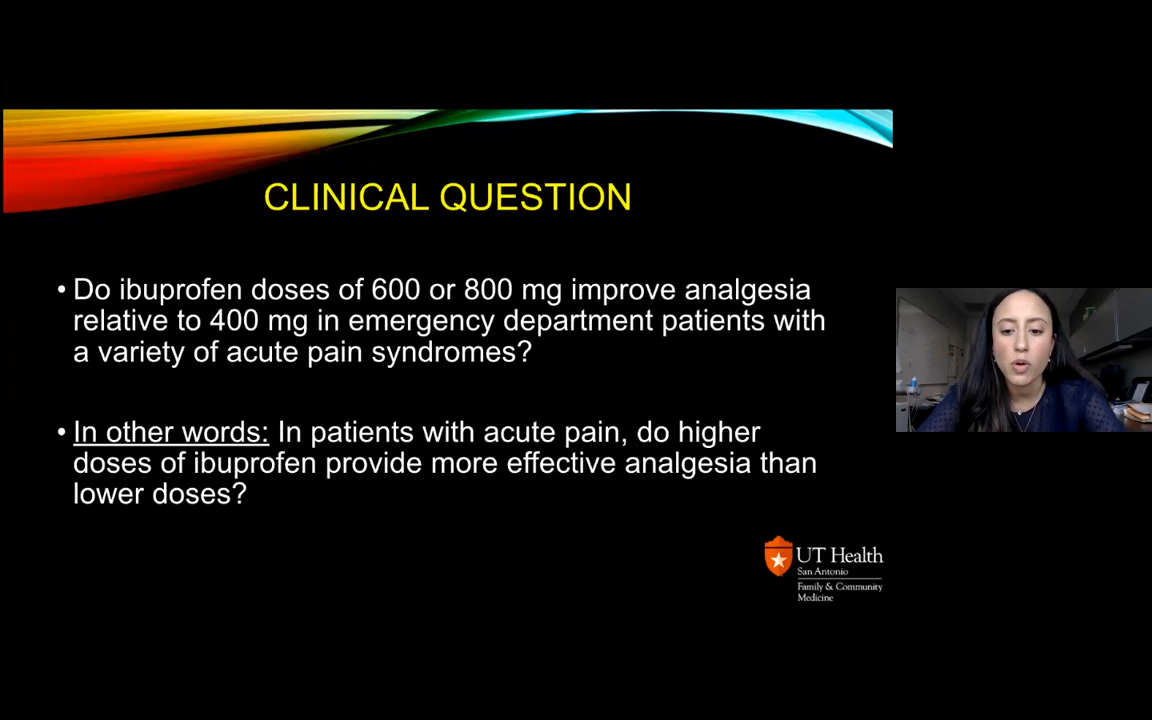 CLINICAL QUESTION
• Do ibuprofen doses of 600 or 800 mg improve analgesia
relative to 400 mg in emergency department patients with
a variety of acute pain syndromes?
• In other words: In patients with acute pain, do higher
doses of ibuprofen provide more effective analgesia than
lower doses?
UT Health
San Antonio
Family & Community
Medicine